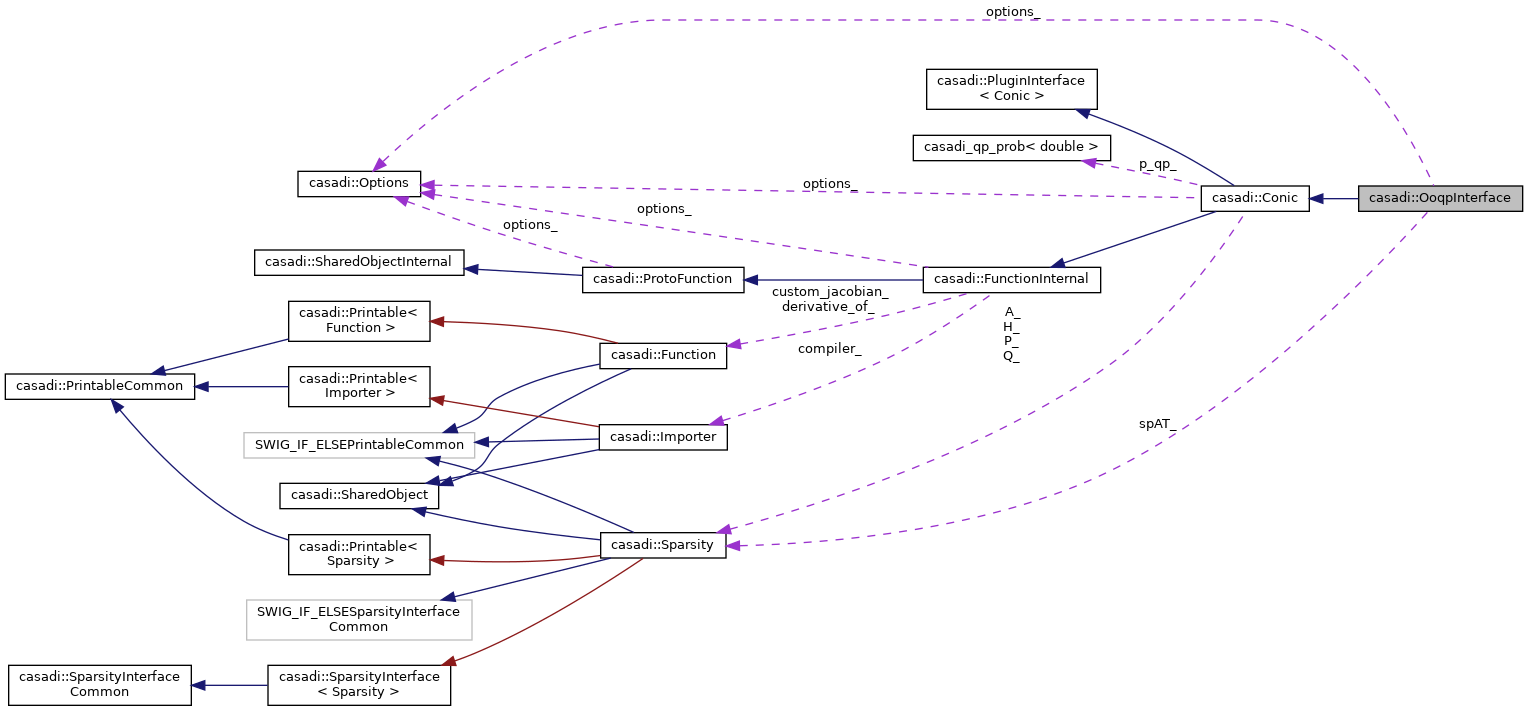 options_
casadi::PluginInterface
< Conic >
casadi_qp_prob< double >
p_qp_
casadi::Options
options_
casadi::Conic
casadi::OoqpInterface
options_
options_
casadi::SharedObjectInternal
casadi::ProtoFunction
casadi::FunctionInternal
custom_jacobian_
derivative_of_
A_
H_
P_
Q_
casadi::Printable<
Function >
compiler_
casadi::Function
casadi::PrintableCommon
casadi::Printable<
Importer >
spAT_
SWIG_IF_ELSEPrintableCommon
casadi::Importer
casadi::SharedObject
casadi::Printable<
Sparsity >
casadi::Sparsity
SWIG_IF_ELSESparsityInterface
Common
casadi::SparsityInterface
Common
casadi::SparsityInterface
< Sparsity >